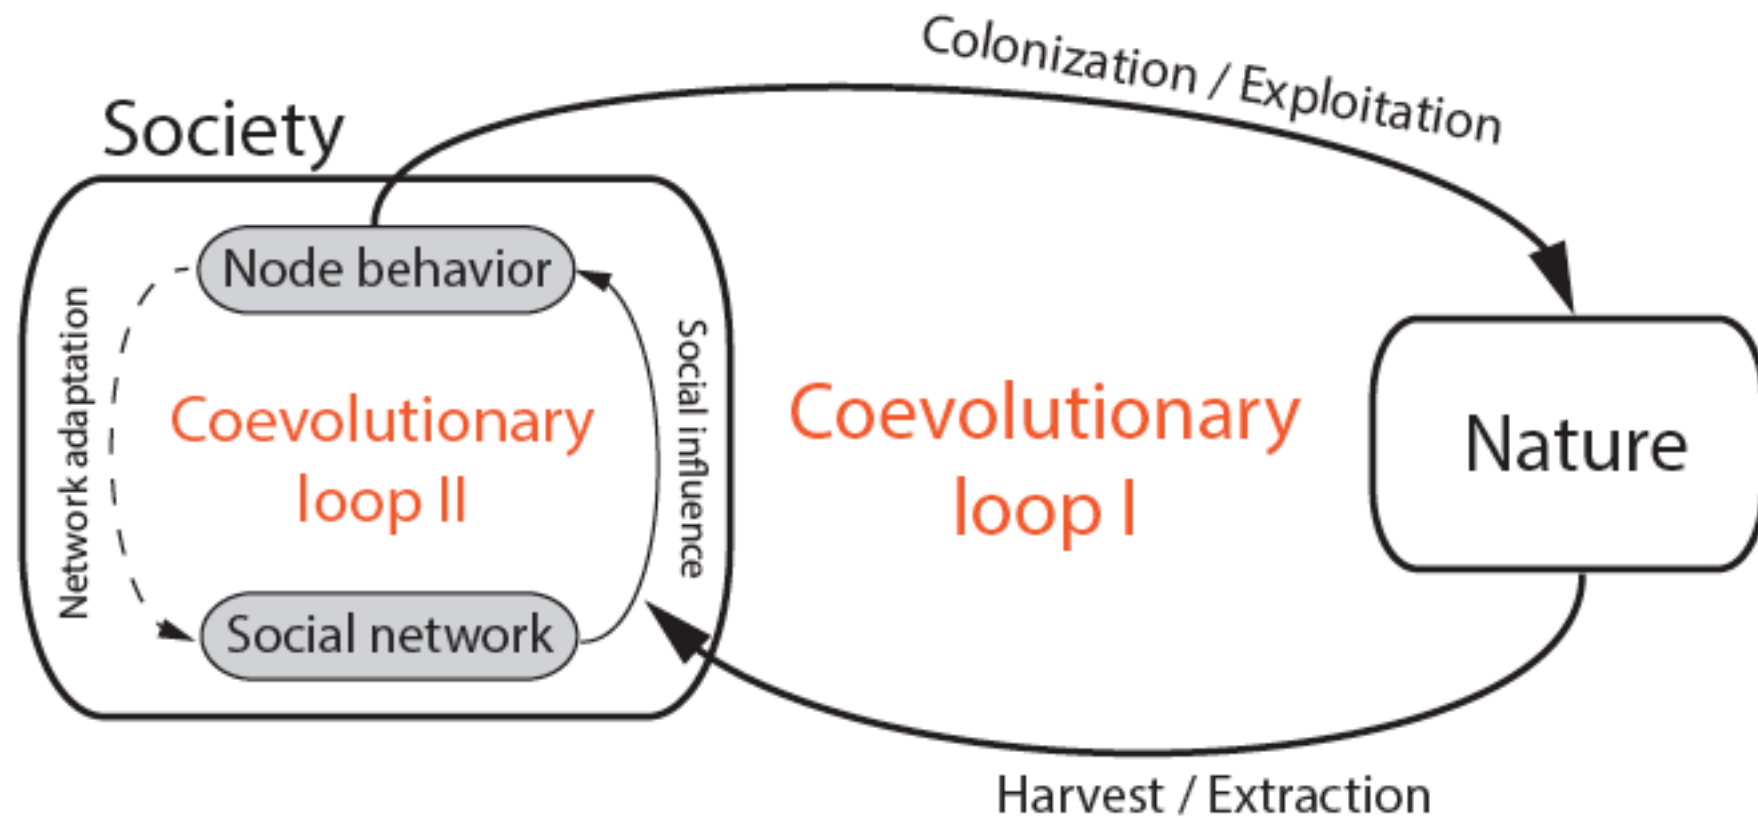 Colonization / Exploitation
Society
Node behavior
Network adaptation
Social influence
Coevolutionary
loop II
Coevolutionary
loop I
Nature
Social network
Harvest / Extraction